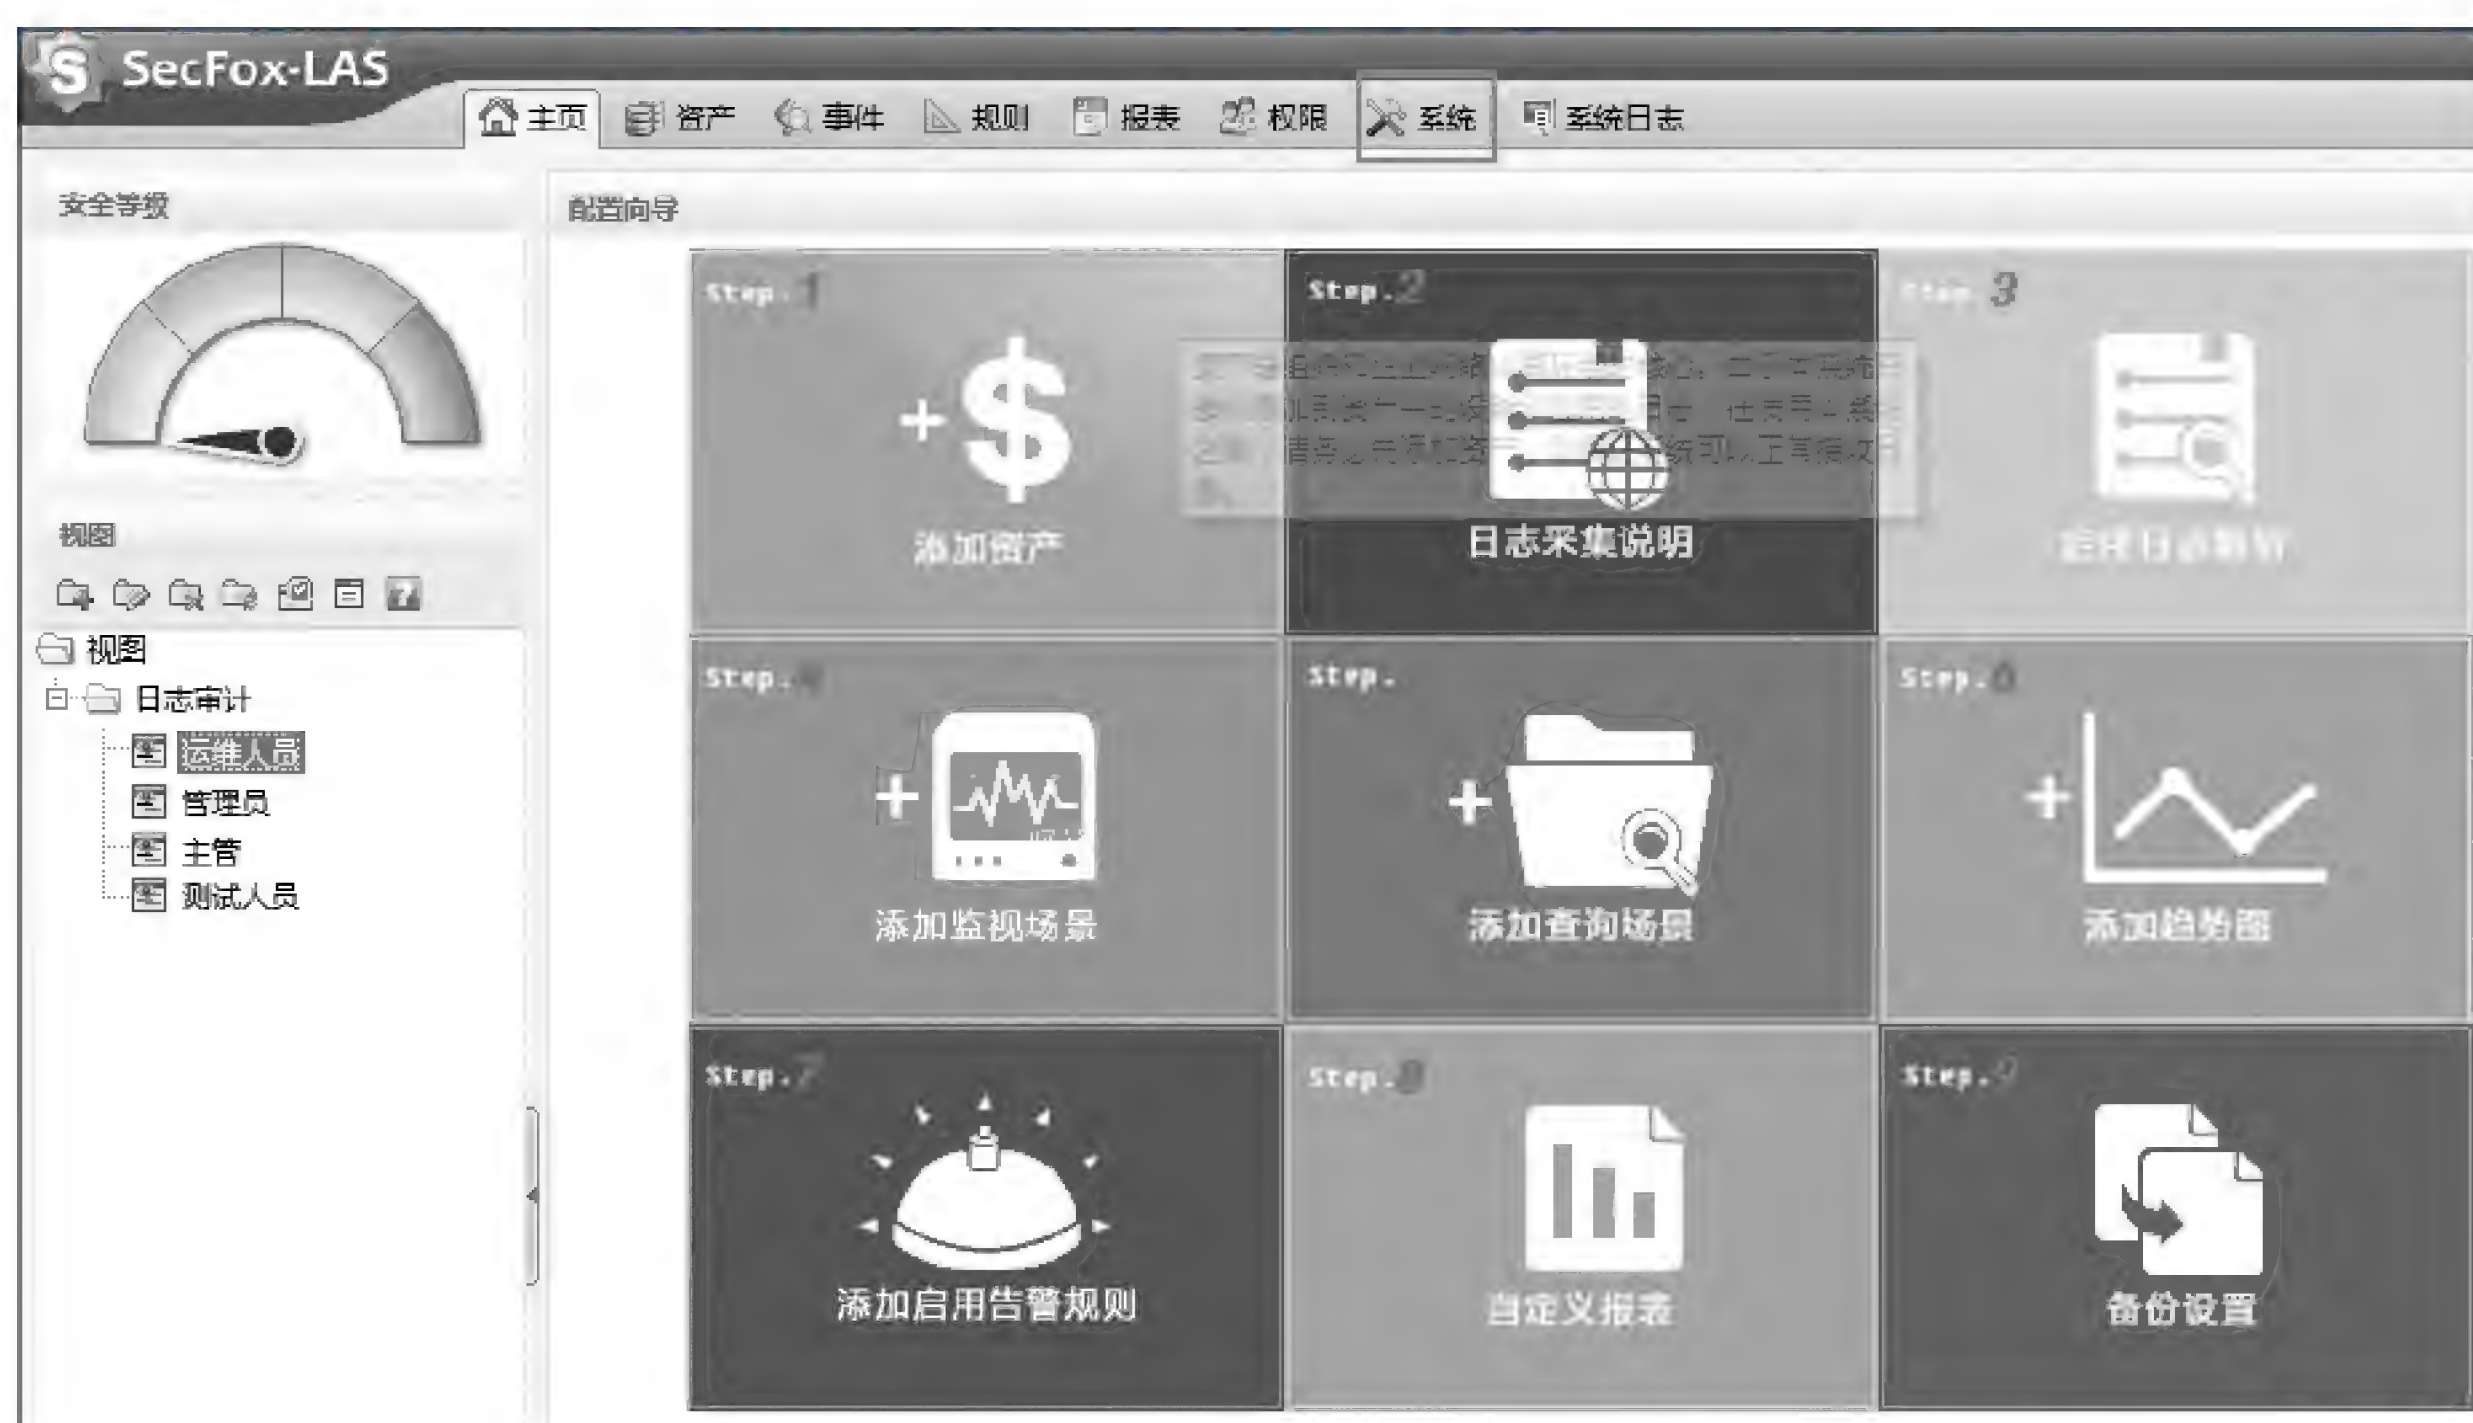 SecFox-LAS
主页 资产 事件 规则 报表 权限 系统 系统日志
安全等级
视图
视图
日志审计
运维人员
管理员
主管
测试人员
配置向导
Step.1
添加资产
Step.2
日志采集说明
3
Step.
添加监视场景
Step.
添加查询场景
Step.6
添加趋势图
Step.7
添加启用告警规则
Step.8
自定义报表
Step.9
备份设置